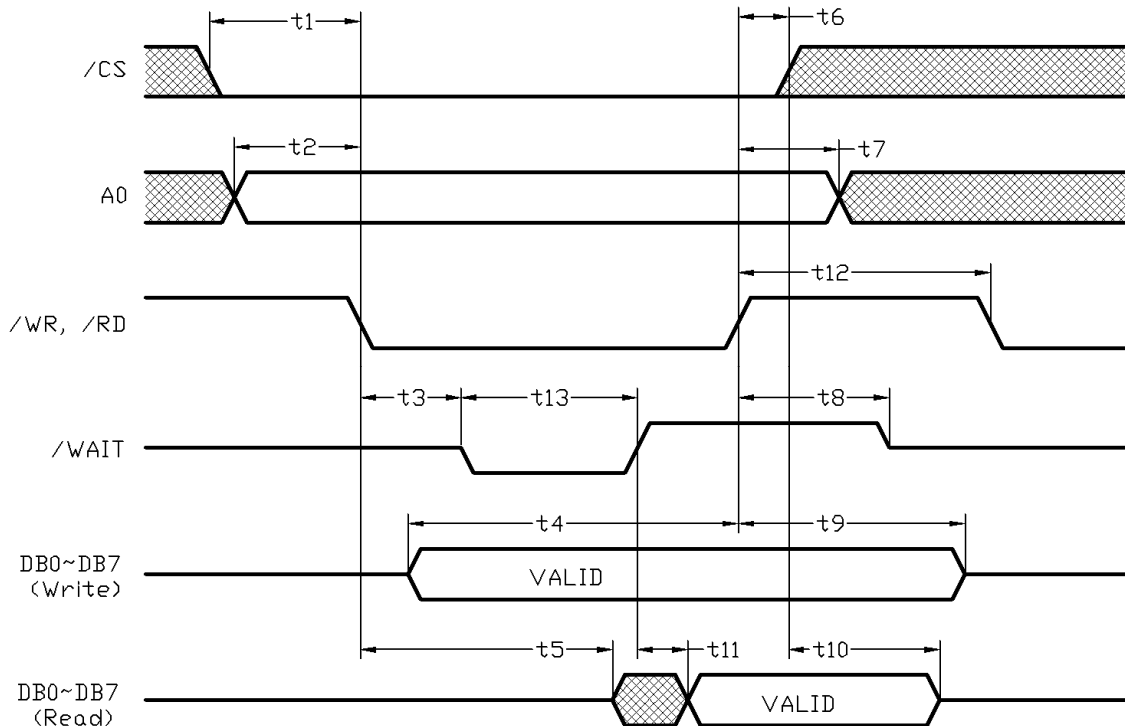 t1
t6
/CS
t2
t7
A0
t12
/WR, /RD
t3
t13
t8
/WAIT
t4
t9
DB0~DB7
(Write)
VALID
t5
t11
t10
DB0~DB7
(Read)
VALID